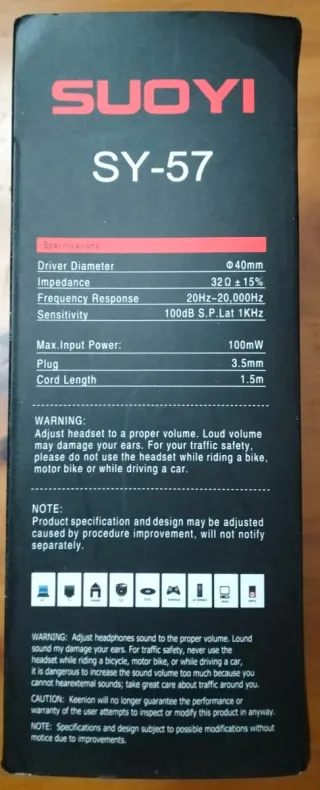 SUOYI
SY-57
Specifications
Driver Diameter Φ40mm
Impedance 32Ω±15%
Frequency Response 20Hz-20,000Hz
Sensitivity 100dB S.P.Lat 1KHz
Max.Input Power: 100mW
Plug 3.5mm
Cord Length 1.5m
WARNING:
Adjust headset to a proper volume. Loud volume
may damage your ears. For your traffic safety,
please do not use the headset while riding a bike,
motor bike or while driving a car.
NOTE:
Product specification and design may be adjusted
caused by procedure improvement, will not notify
separately.
WARNING: Adjust headphones sound to the proper volume. Lound
sound my damage your ears. For traffic safety, never use the
headset while riding a bicycle, motor bike, or while driving a car,
it is dangerous to increase the sound volume too much because you
cannot hearexternal sounds; take great care about traffic around you.
CAUTION: Keenion will no longer guarantee the performance or
warranty of the user attempts to inspect or modify this product in anyway.
NOTE: Specifications and design subject to possible modifications without
motice due to improvements.